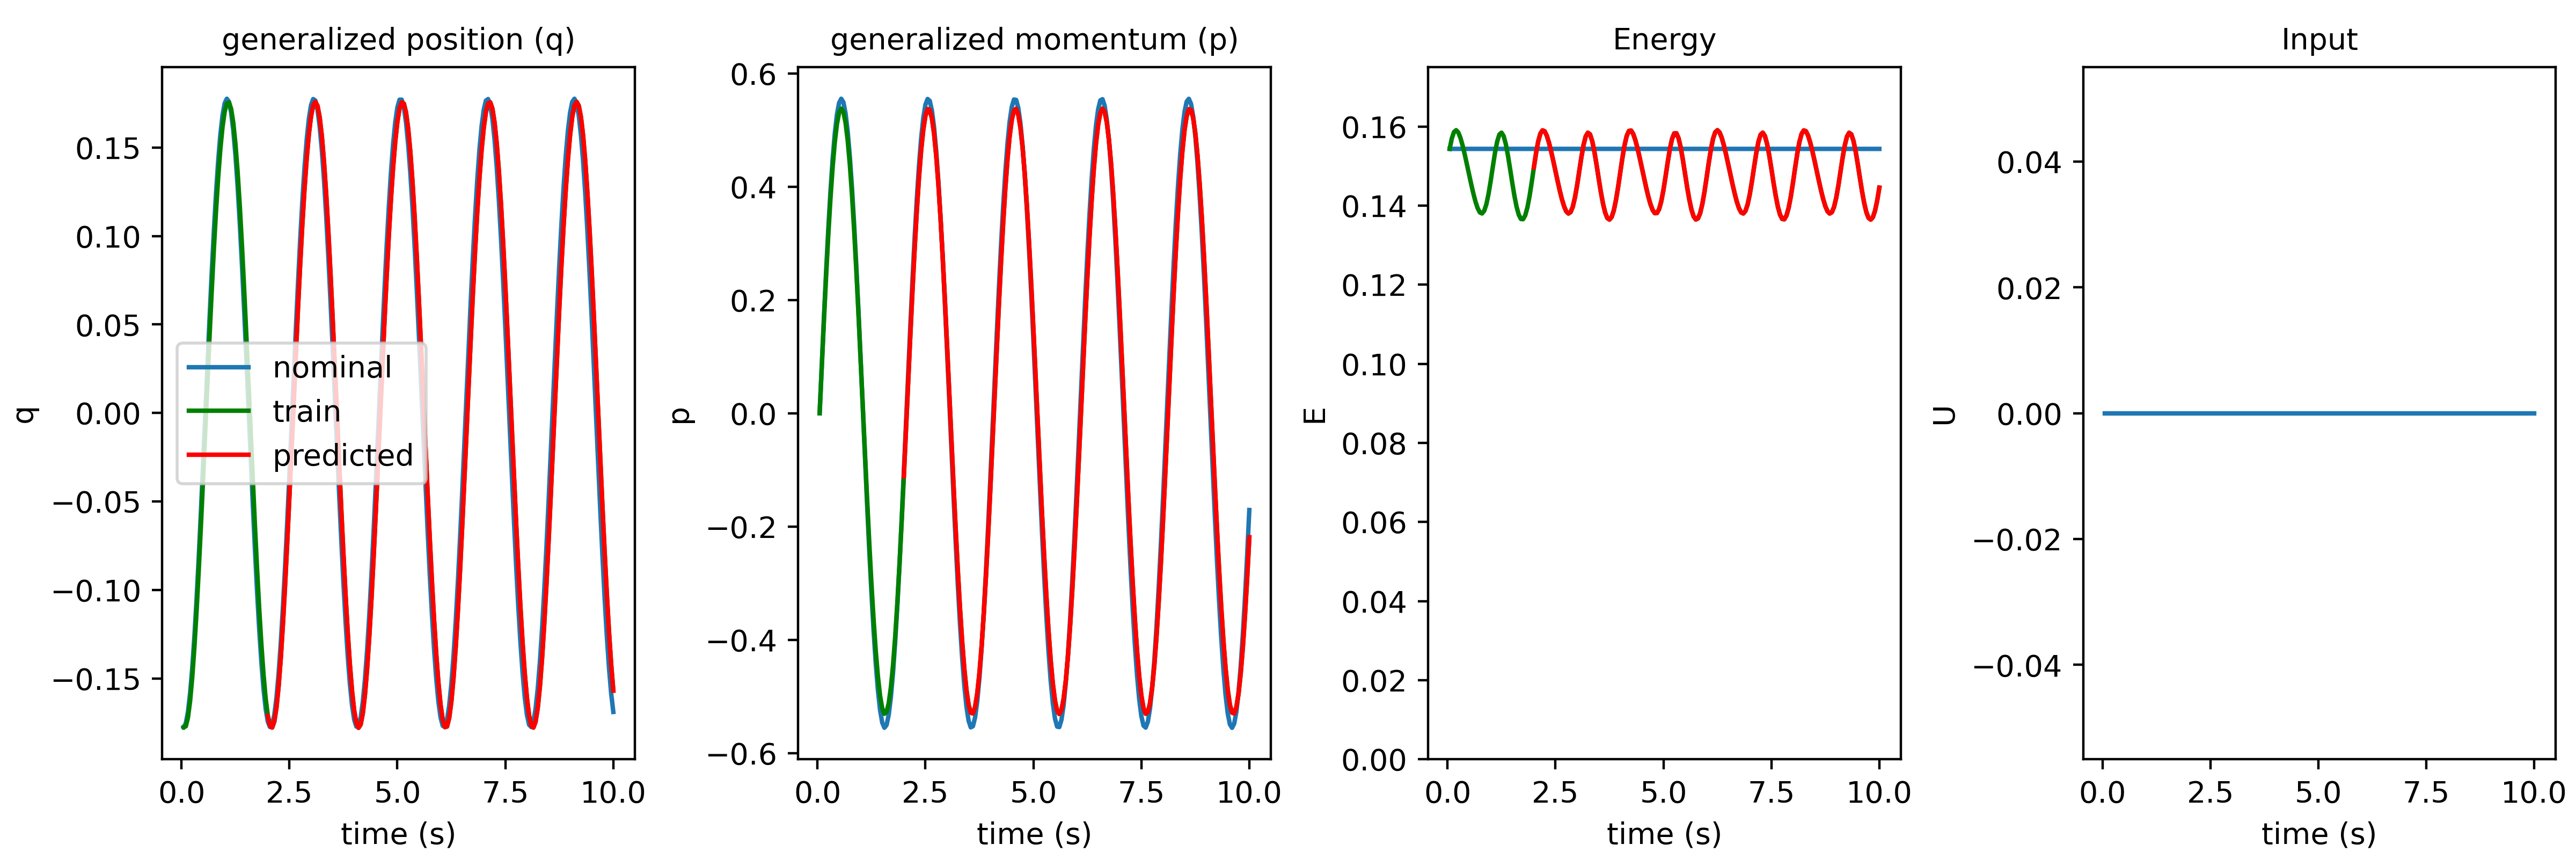 generalized position (q)
q
0.15
0.10
0.05
0.00
−0.05
−0.10
−0.15
nominal
train
predicted
0.0 2.5 5.0 7.5 10.0
time (s)
generalized momentum (p)
p
0.6
0.4
0.2
0.0
−0.2
−0.4
−0.6
0.0 2.5 5.0 7.5 10.0
time (s)
Energy
E
0.16
0.14
0.12
0.10
0.08
0.06
0.04
0.02
0.00
0.0 2.5 5.0 7.5 10.0
time (s)
Input
U
0.04
0.02
0.00
−0.02
−0.04
0.0 2.5 5.0 7.5 10.0
time (s)